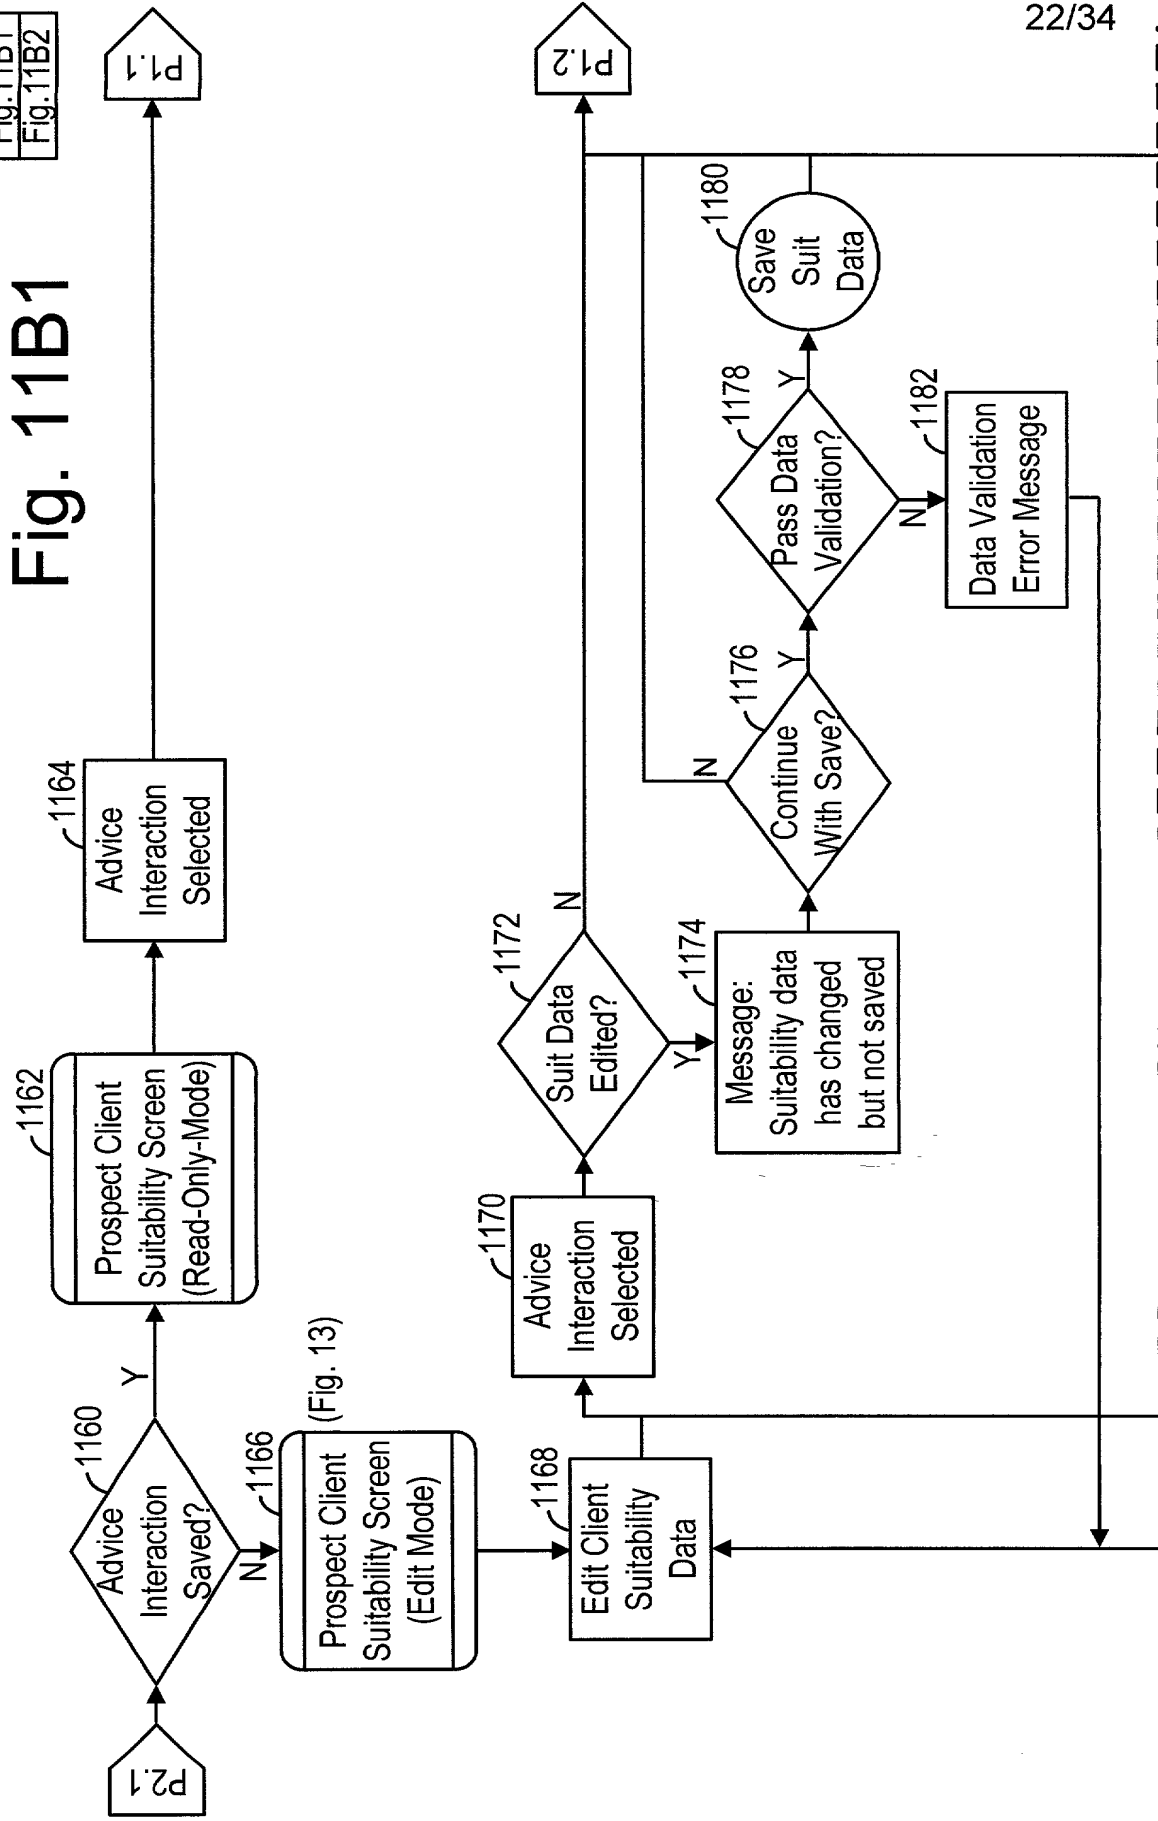 Fig.11B1
Fig.11B2
Fig. 11B1
22/34
P2.1
1160
Advice
Interaction
Saved?
Y
N
1162
Prospect Client
Suitability Screen
(Read-Only-Mode)
1164
Advice
Interaction
Selected
P1.1
1166
(Fig. 13)
Prospect Client
Suitability Screen
(Edit Mode)
1168
Edit Client
Suitability
Data
1170
Advice
Interaction
Selected
1172
Suit Data
Edited?
N
Y
P1.2
1174
Message:
Suitability data
has changed
but not saved
1176
Continue
With Save?
N
Y
1178
Pass Data
Validation?
Y
N
1180
Save
Suit
Data
1182
Data Validation
Error Message